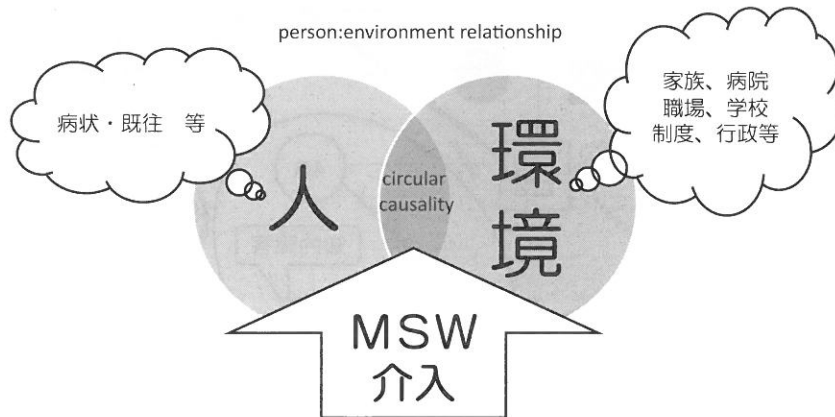 person:environment relationship
病状・既往　等
家族、病院
職場、学校
制度、行政等
人
circular
causality
環
境
MSW
介入